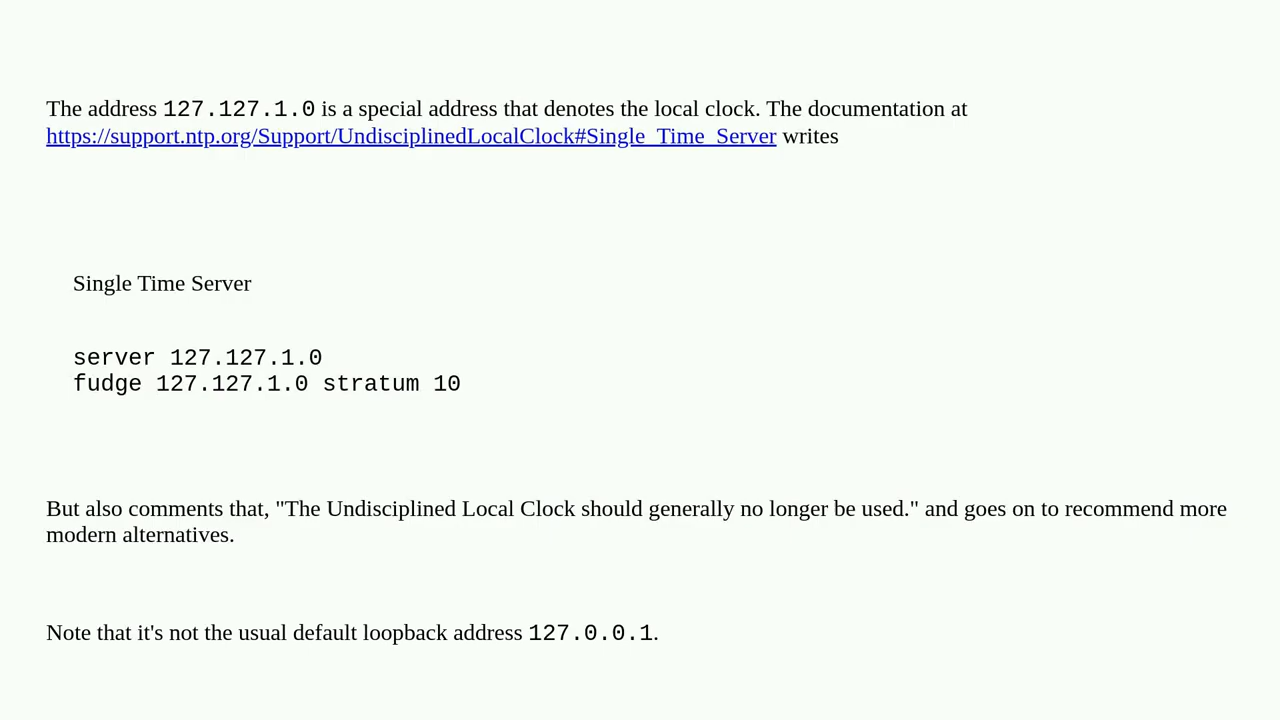 The address 127.127.1.0 is a special address that denotes the local clock. The documentation at
https://support.ntp.org/Support/UndisciplinedLocalClock#Single_Time_Server writes
Single Time Server
server 127.127.1.0
fudge 127.127.1.0 stratum 10
But also comments that, "The Undisciplined Local Clock should generally no longer be used." and goes on to recommend more
modern alternatives.
Note that it's not the usual default loopback address 127.0.0.1.